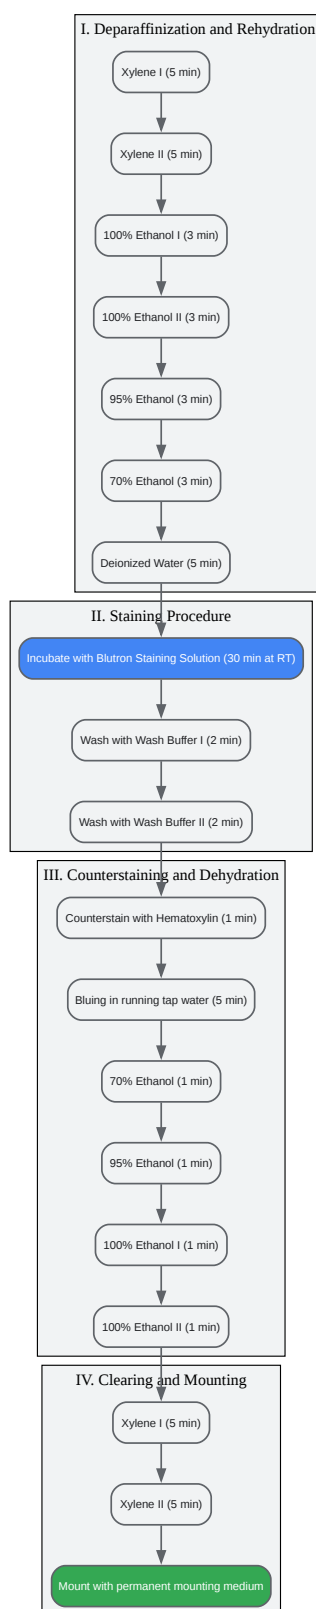 I. Deparaffinization and Rehydration
Xylene I (5 min)
Xylene II (5 min)
100% Ethanol I (3 min)
100% Ethanol II (3 min)
95% Ethanol (3 min)
70% Ethanol (3 min)
Deionized Water (5 min)
II. Staining Procedure
Incubate with Blutron Staining Solution (30 min at RT)
Wash with Wash Buffer I (2 min)
Wash with Wash Buffer II (2 min)
III. Counterstaining and Dehydration
Counterstain with Hematoxylin (1 min)
Bluing in running tap water (5 min)
70% Ethanol (1 min)
95% Ethanol (1 min)
100% Ethanol I (1 min)
100% Ethanol II (1 min)
IV. Clearing and Mounting
Xylene I (5 min)
Xylene II (5 min)
Mount with permanent mounting medium